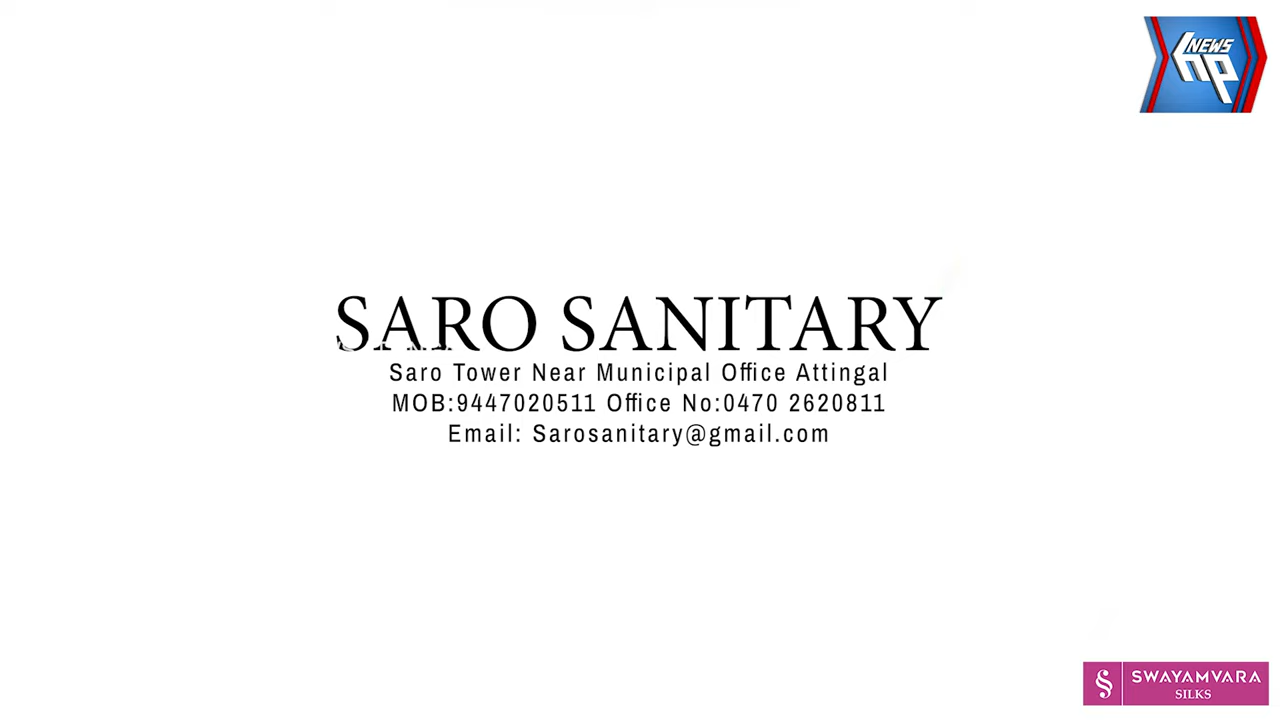 NEWS
np
SARO SANITARY
Saro Tower Near Municipal Office Attingal
MOB:9447020511 Office No:0470 2620811
Email: Sarosanitary@gmail.com
SWAYAMVARA
SILKS